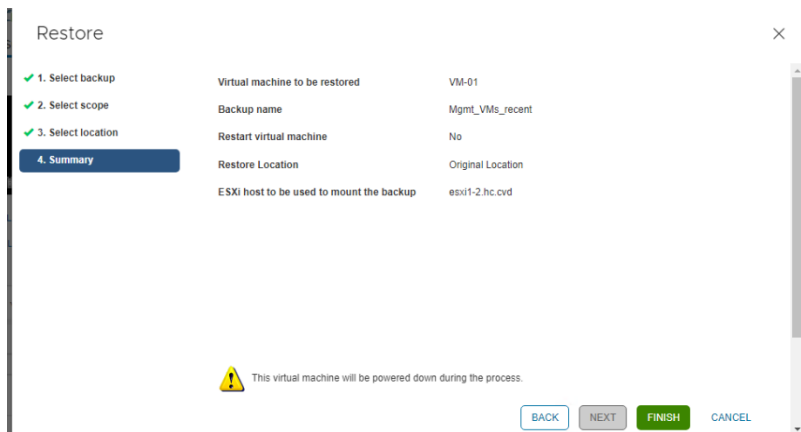 Restore
1. Select backup
2. Select scope
3. Select location
4. Summary
Virtual machine to be restored VM-01
Backup name Mgmt_VMs_recent
Restart virtual machine No
Restore Location Original Location
ESXi host to be used to mount the backup esxi1-2.hc.cvd
This virtual machine will be powered down during the process.
BACK NEXT FINISH CANCEL